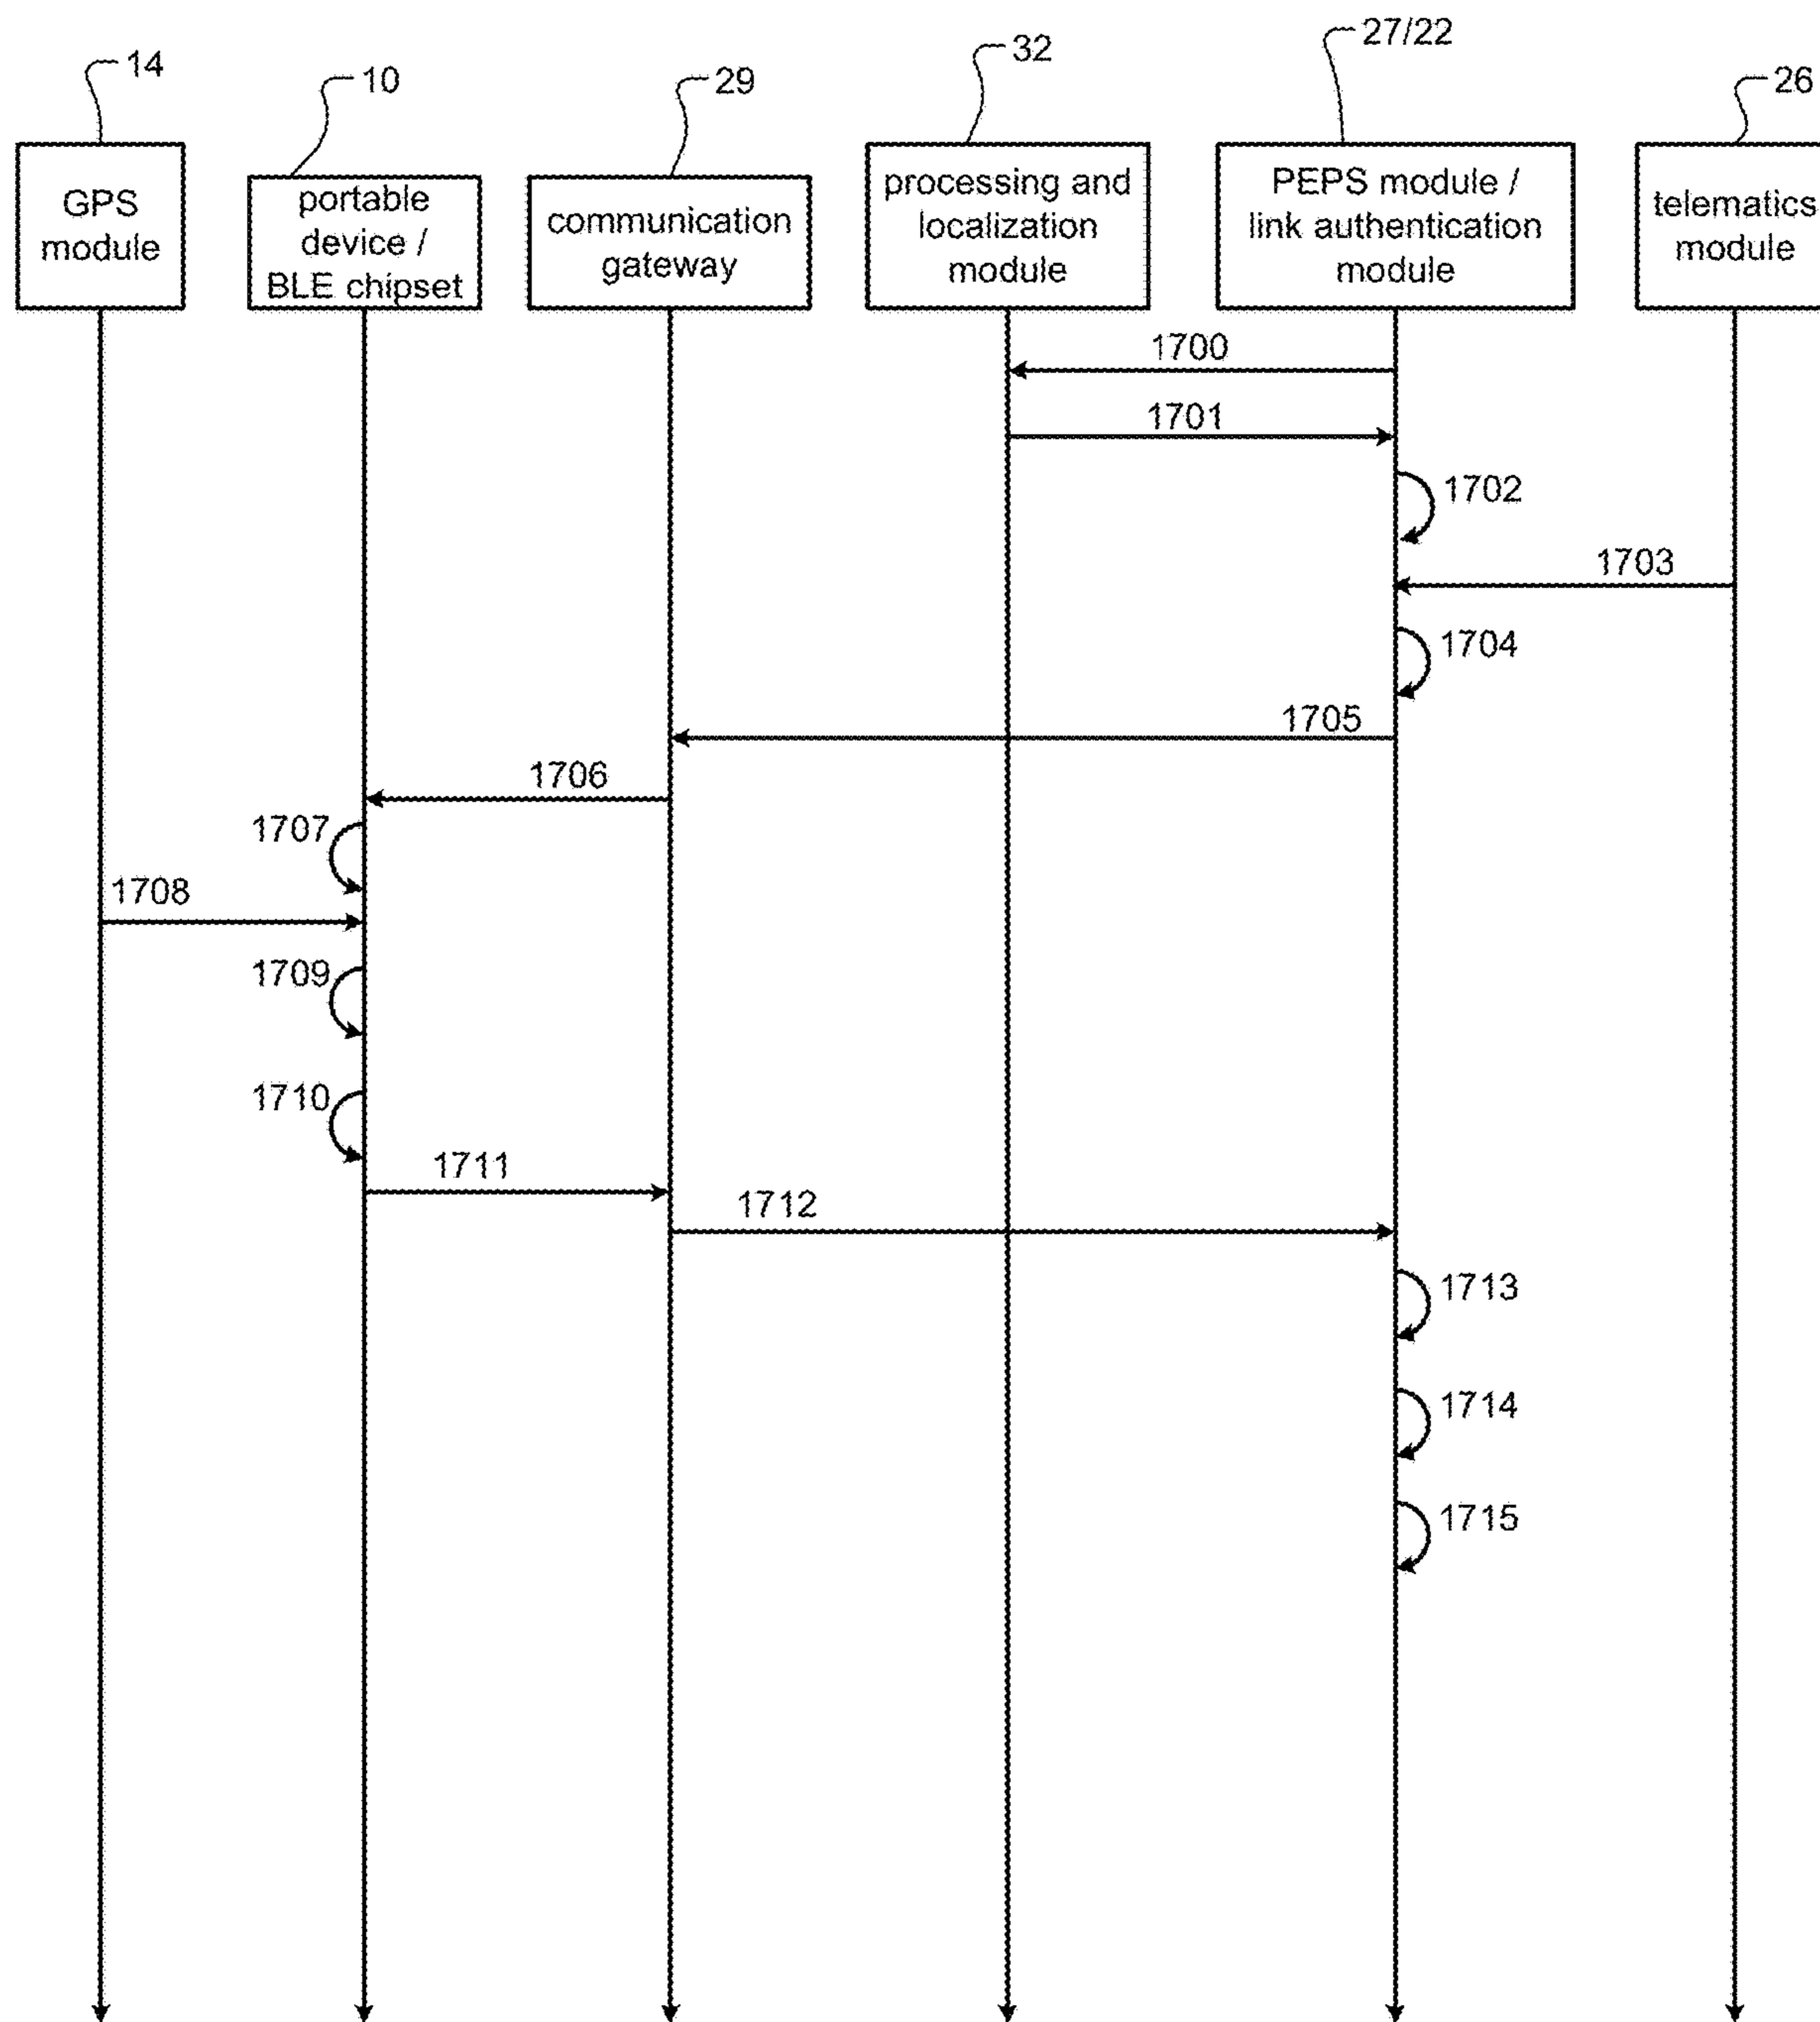 14
10
29
32
27/22
26
GPS
module
portable
device /
BLE chipset
communication
gateway
processing and
localization
module
PEPS module /
link authentication
module
telematics
module
1700
1701
1702
1703
1704
1705
1706
1707
1708
1709
1710
1711
1712
1713
1714
1715